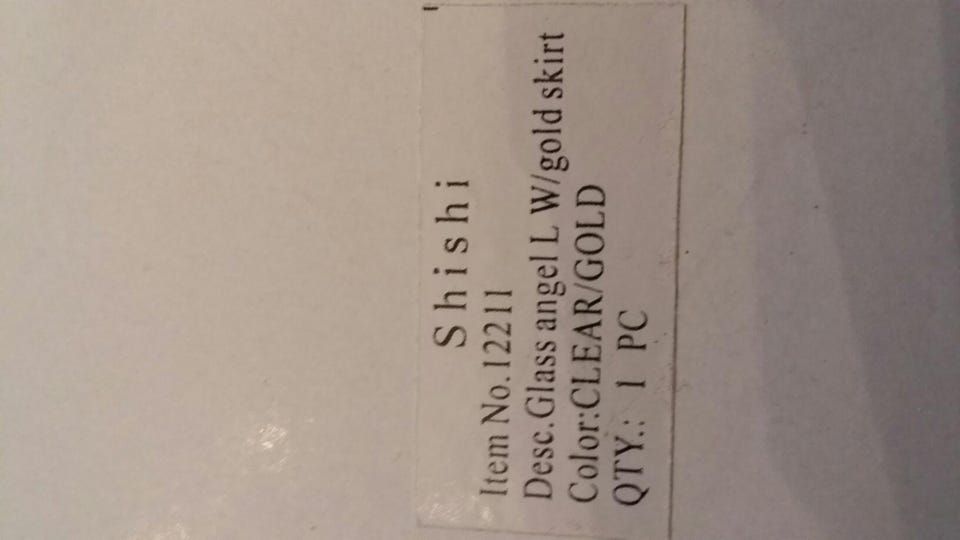 Shishi
Item No.12211
Desc.Glass angel L W/gold skirt
Color:CLEAR/GOLD
QTY.: 1 PC